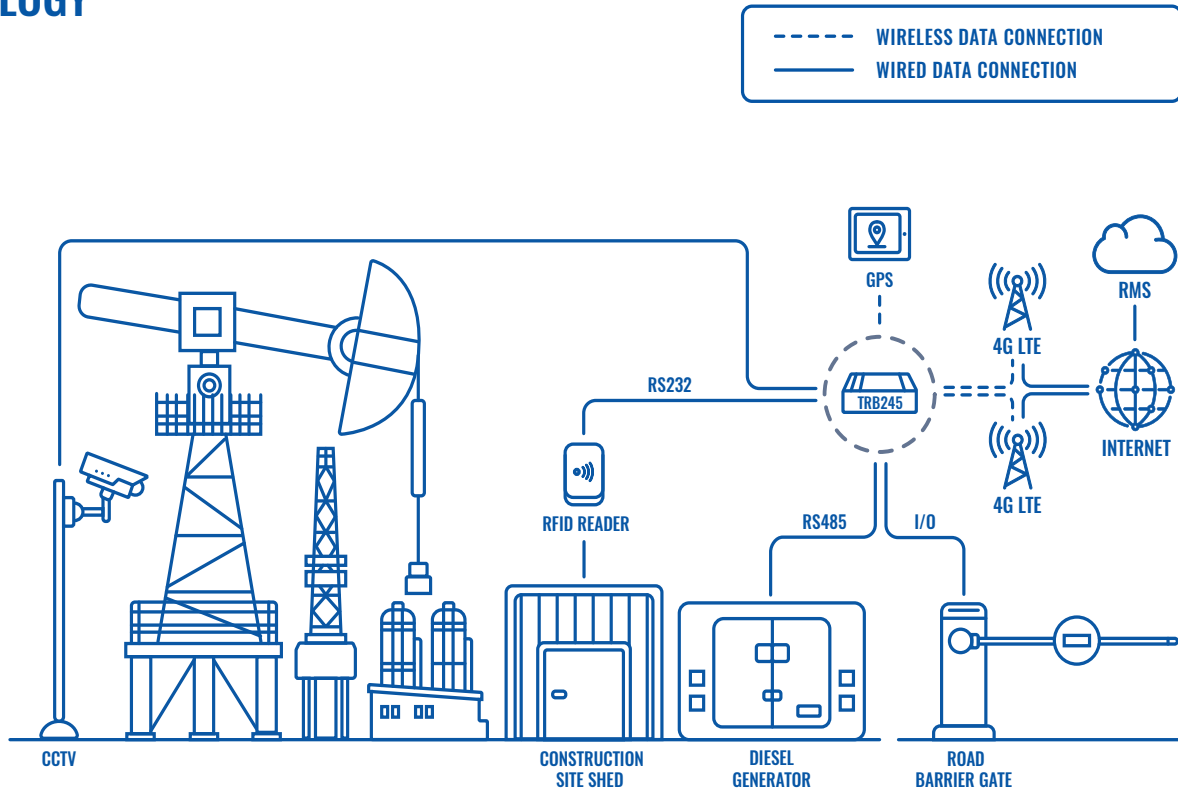 WIRELESS DATA CONNECTION
WIRED DATA CONNECTION
GPS
RMS
4G LTE
RS232
TRB245
INTERNET
4G LTE
RFID READER
RS485
I/O
CCTV
CONSTRUCTION
SITE SHED
DIESEL
GENERATOR
ROAD
BARRIER GATE